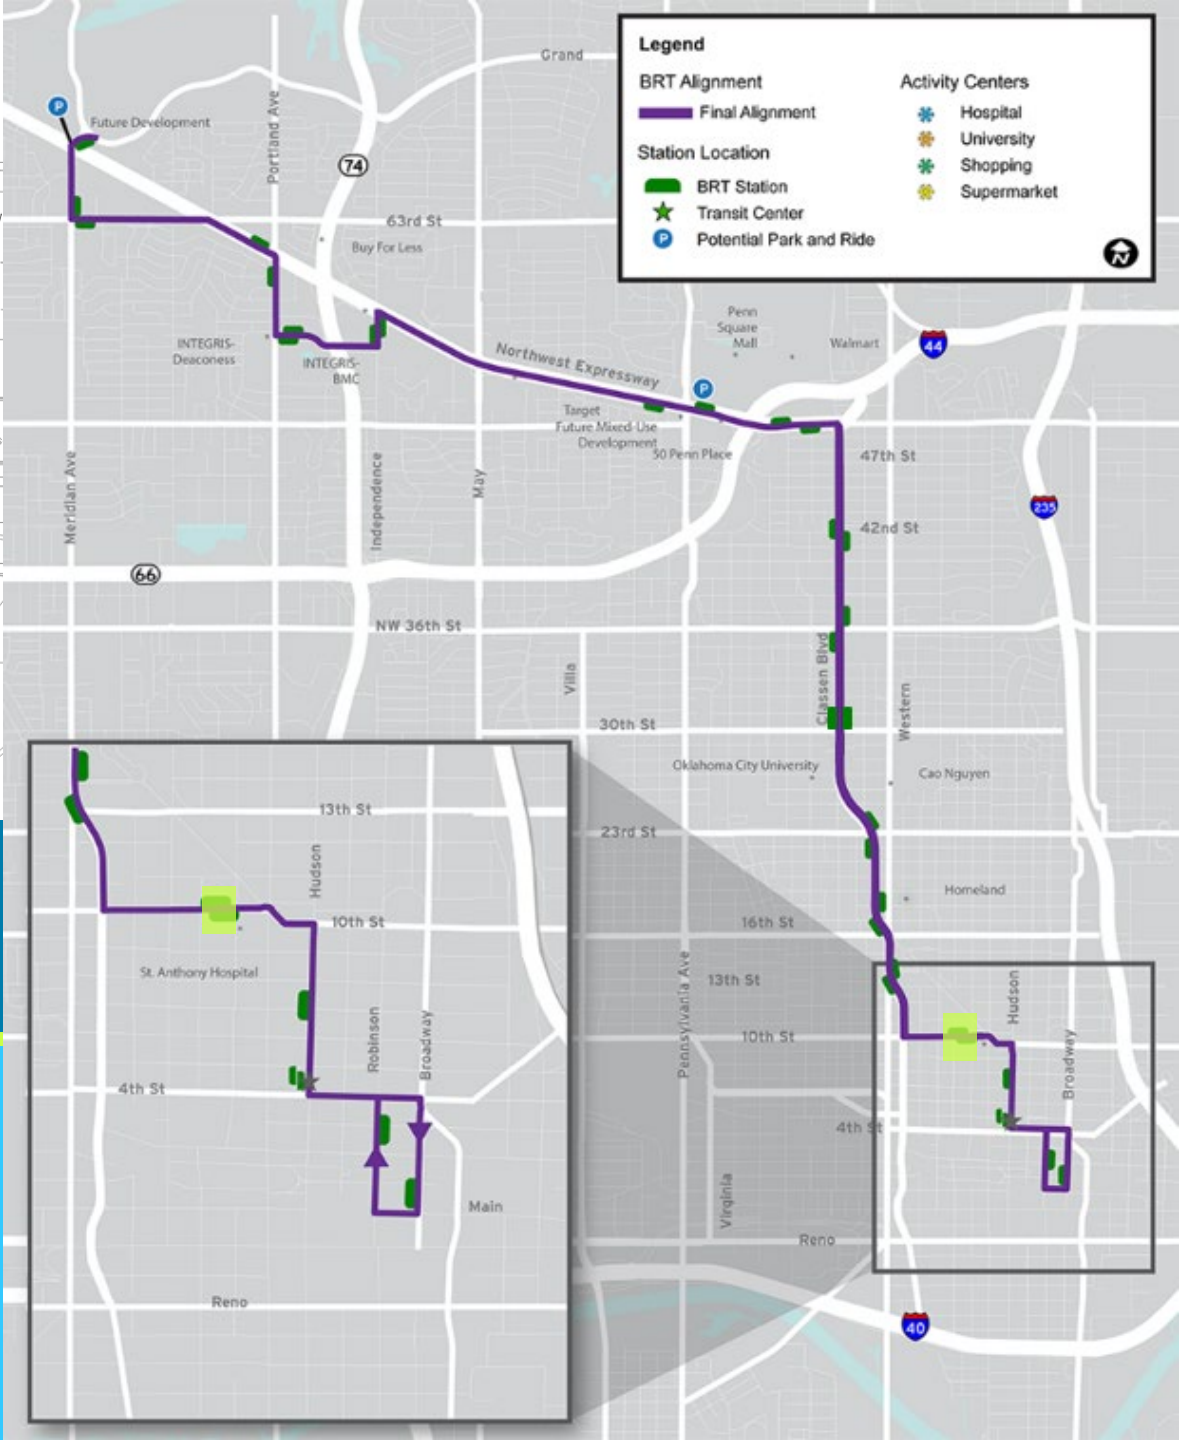 Legend
BRT Alignment
Final Alignment
Station Location
BRT Station
Transit Center
P
Potential Park and Ride
Activity Centers
Hospital
University
Shopping
Supermarket
N
Grand
P
Future Development
Portland Ave
74
63rd St
Buy For Less
INTEGRIS-
Deaconess
INTEGRIS-
BMC
Northwest Expressway
Penn
Square
Mall
Walmart
44
P
Target
Future Mixed-Use
Development
50 Penn Place
47th St
Meridian Ave
Independence
May
235
42nd St
66
NW 36th St
Villa
Classen Blvd
Western
30th St
Oklahoma City University
Cao Nguyen
23rd St
Homeland
16th St
Pennsylvania Ave
13th St
Hudson
10th St
Broadway
4th St
Virginia
Reno
40
13th St
Hudson
10th St
St. Anthony Hospital
Robinson
Broadway
4th St
Main
Reno